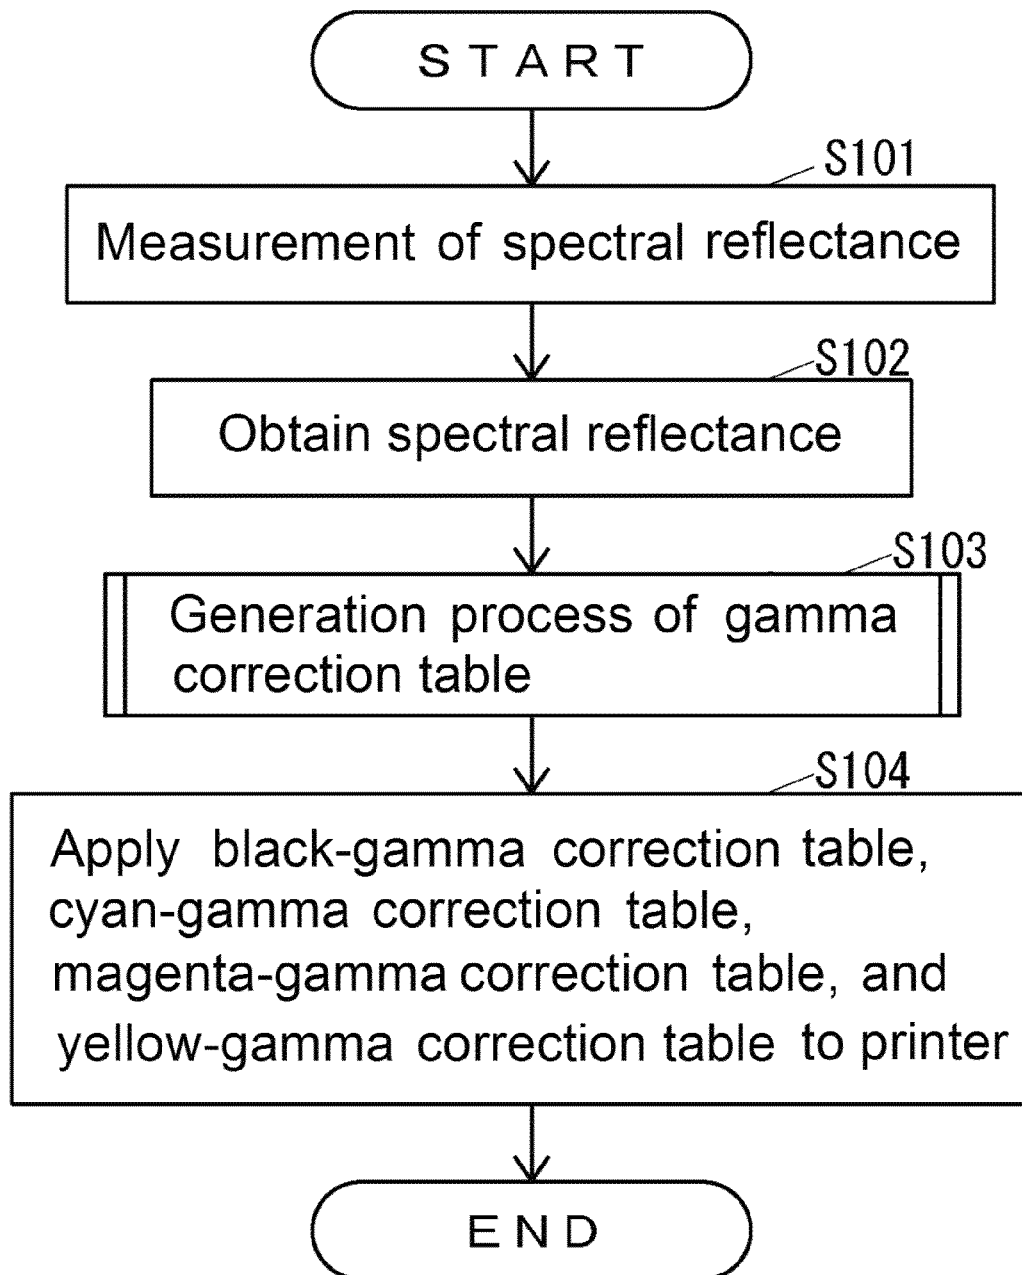 START
S101
Measurement of spectral reflectance
S102
Obtain spectral reflectance
S103
Generation process of gamma
correction table
S104
Apply black-gamma correction table,
cyan-gamma correction table,
magenta-gamma correction table, and
yellow-gamma correction table to printer
END